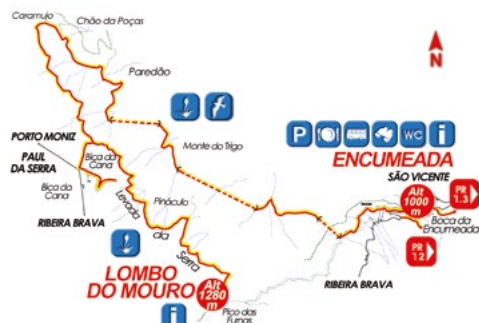 Caramujo
Chão da Poças
Paredão
N
P
WC
i
ENCUMEADA
SÃO VICENTE
Alt
1000
m
PR
1.3
Boca da
Encumeada
PR
12
RIBEIRA BRAVA
Monte do Trigo
PORTO MONIZ
PAUL
DA SERRA
Bica da
Cana
Bica da
Cana
RIBEIRA BRAVA
Pináculo
Levada da Serra
LOMBO
DO MOURO
Alt
1280
m
Pico das
Furnas
i